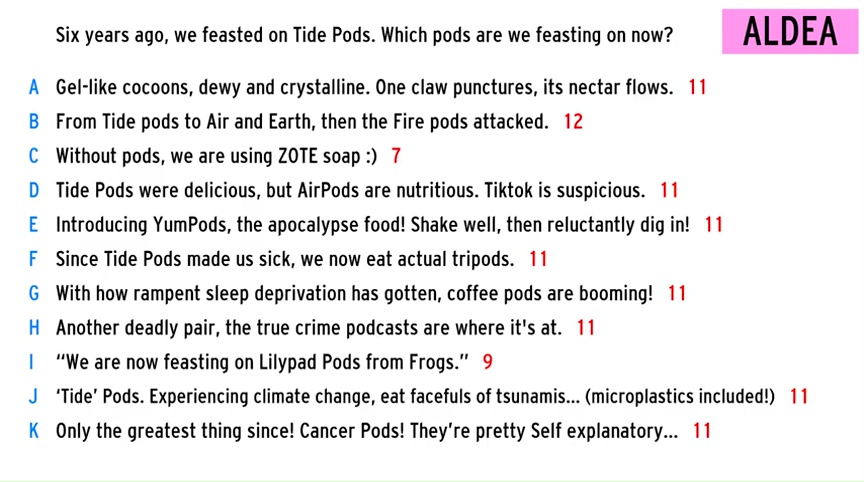 Six years ago, we feasted on Tide Pods. Which pods are we feasting on now?
ALDEA
A Gel-like cocoons, dewy and crystalline. One claw punctures, its nectar flows. 11
B From Tide pods to Air and Earth, then the Fire pods attacked. 12
C Without pods, we are using ZOTE soap :) 7
D Tide Pods were delicious, but AirPods are nutritious. Tiktok is suspicious. 11
E Introducing YumPods, the apocalypse food! Shake well, then reluctantly dig in! 11
F Since Tide Pods made us sick, we now eat actual tripods. 11
G With how rampent sleep deprivation has gotten, coffee pods are booming! 11
H Another deadly pair, the true crime podcasts are where it's at. 11
I “We are now feasting on Lilypad Pods from Frogs.” 9
J ‘Tide’ Pods. Experiencing climate change, eat facefuls of tsunamis... (microplastics included!) 11
K Only the greatest thing since! Cancer Pods! They’re pretty Self explanatory... 11